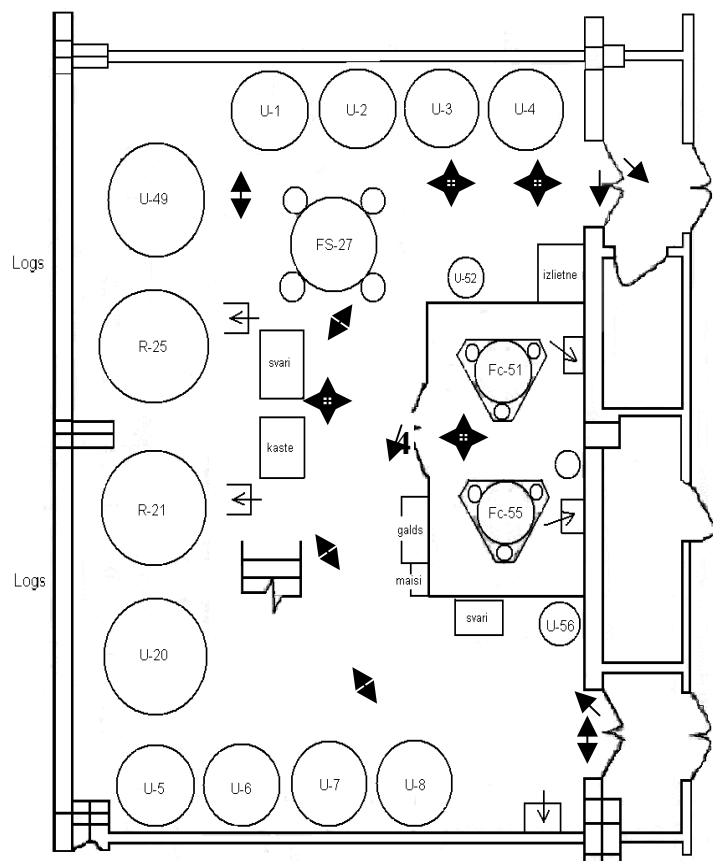 U-1
U-2
U-3
U-4
U-49
FS-27
Logs
U-52
izlietne
R-25
svari
Fc-51
kaste
4
R-21
galds
Fc-55
maisi
Logs
svari
U-56
U-20
U-5
U-6
U-7
U-8